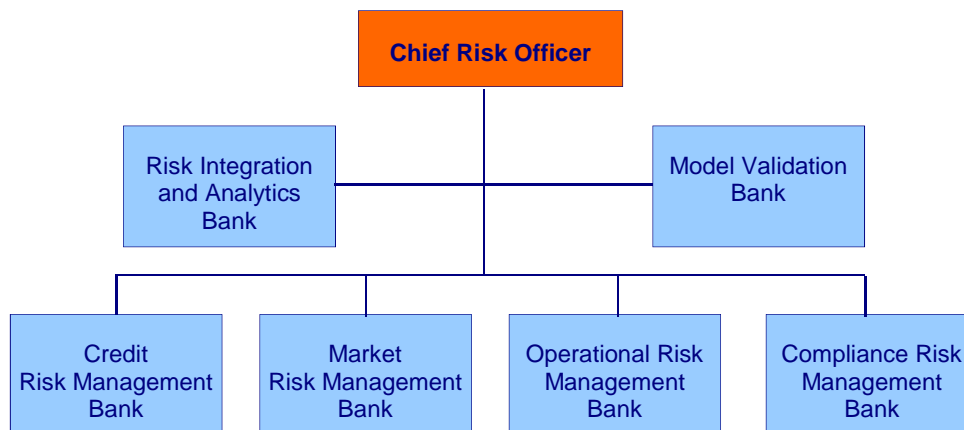 Chief Risk Officer
Risk Integration
and Analytics
Bank
Model Validation
Bank
Credit
Risk Management
Bank
Market
Risk Management
Bank
Operational Risk
Management
Bank
Compliance Risk
Management
Bank